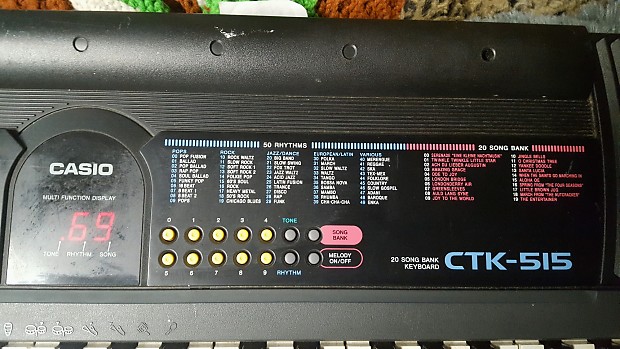 50 RHYTHMS
20 SONG BANK
CASIO
MULTI FUNCTION DISPLAY
69
TONE RHYTHM SONG
POPS
00 POP FUSION
01 BALLAD
02 POP BALLAD
03 RAP POP
04 SOUL BALLAD
05 FUNKY POP
06 16 BEAT
07 8 BEAT 1
08 8 BEAT 2
ROCK
10 ROCK WALTZ
11 SLOW ROCK
12 SOFT ROCK 1
13 SOFT ROCK 2
14 FOLKIE POP
15 50'S SOUL
16 ROCK
17 HEAVY METAL
18 60'S ROCK
19 CHICAGO BLUES
JAZZ/DANCE
20 BIG BAND
21 SLOW SWING
22 FOX TROT
23 JAZZ WALTZ
24 ACID JAZZ
25 LATIN FUSION
26 TRANCE
27 DISCO
28 RAP
29 FUNK
EUROPEAN/LATIN
30 POLKA
31 MARCH
32 SLOW WALTZ
33 WALTZ
34 TANGO
35 BOSSA NOVA
36 SAMBA
37 MAMBO
38 RHUMBA
39 CHA-CHA-CHA
VARIOUS
40 MERENGUE
41 REGGAE
42 SKA
43 TEX-MEX
44 FOLKLORE
45 COUNTRY
46 SLOW GOSPEL
48 BAROQUE
49 ENKA
00 SERENADE "EINE KLEINE NACHTMUSIK"
01 TWINKLE TWINKLE LITTLE STAR
02 ACH DU LIEBER AUGUSTIN
03 AMAZING GRACE
04 ODE TO JOY
05 LONDON BRIDGE
06 LONDONDERRY AIR
07 GREEN SLEEVES
08 AULD LANG SYNE
09 JOY TO THE WORLD
10 JINGLE BELLS
11 O CHRISTMAS TREE
12 YANKEE DOODLE
13 SANTA LUCIA
14 WHEN THE SAINTS GO MARCHING IN
15 ALOHA OE
16 SPRING FROM "THE FOUR SEASONS"
17 LITTLE BROWN JUG
18 MARCH FROM "THE NUTCRACKER"
19 THE ENTERTAINER
0 1 2 3 4 TONE
SONG BANK
MELODY ON/OFF
5 6 7 8 9 RHYTHM
20 SONG BANK
KEYBOARD
CTK-515